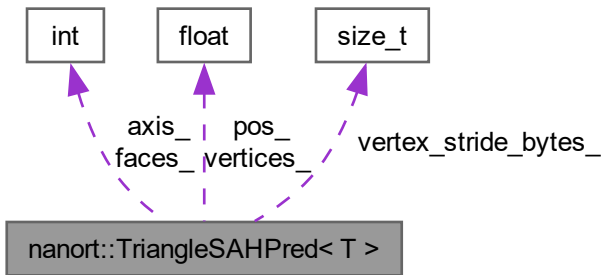 int
float
size_t
axis_
faces_
pos_
vertices_
vertex_stride_bytes_
nanort::TriangleSAHPred< T >